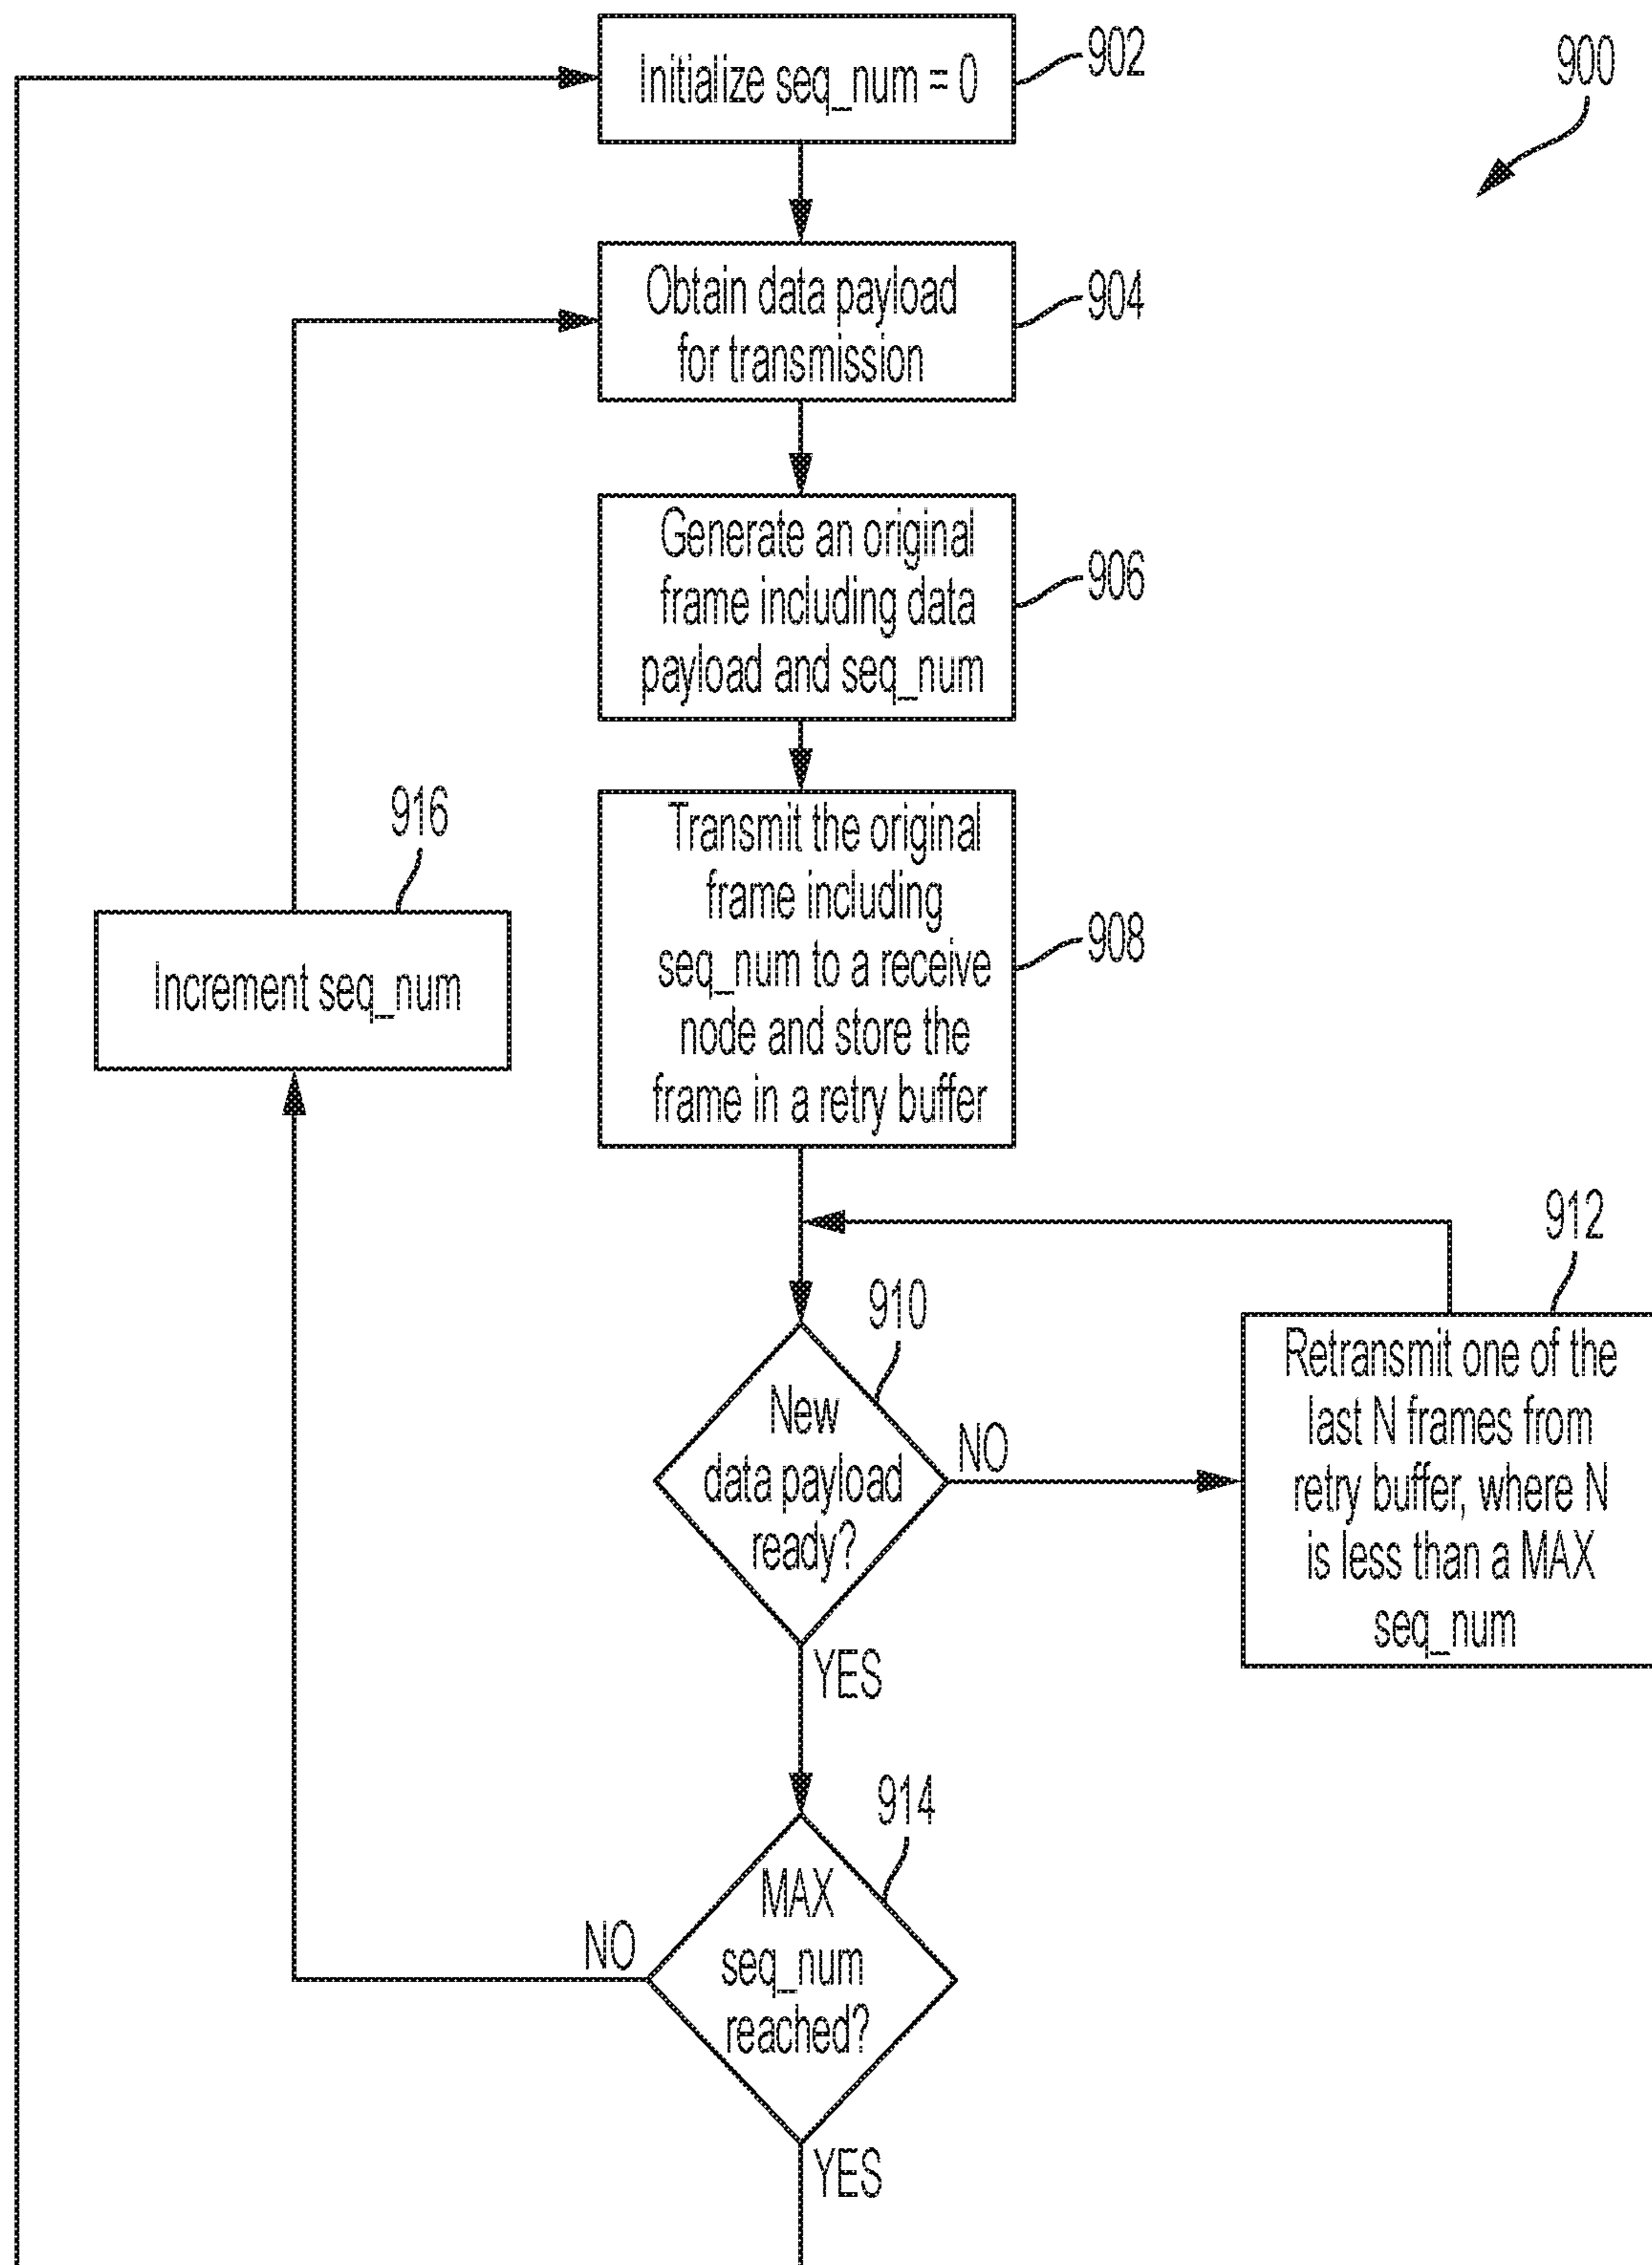 Initialize seq_num = 0
902
900
Obtain data payload
for transmission
904
Generate an original
frame including data
payload and seq_num
906
Transmit the original
frame including
seq_num to a receive
node and store the
frame in a retry buffer
908
916
Increment seq_num
910
New
data payload
ready?
NO
YES
912
Retransmit one of the
last N frames from
retry buffer, where N
is less than a MAX
seq_num
914
MAX
seq_num
reached?
NO
YES